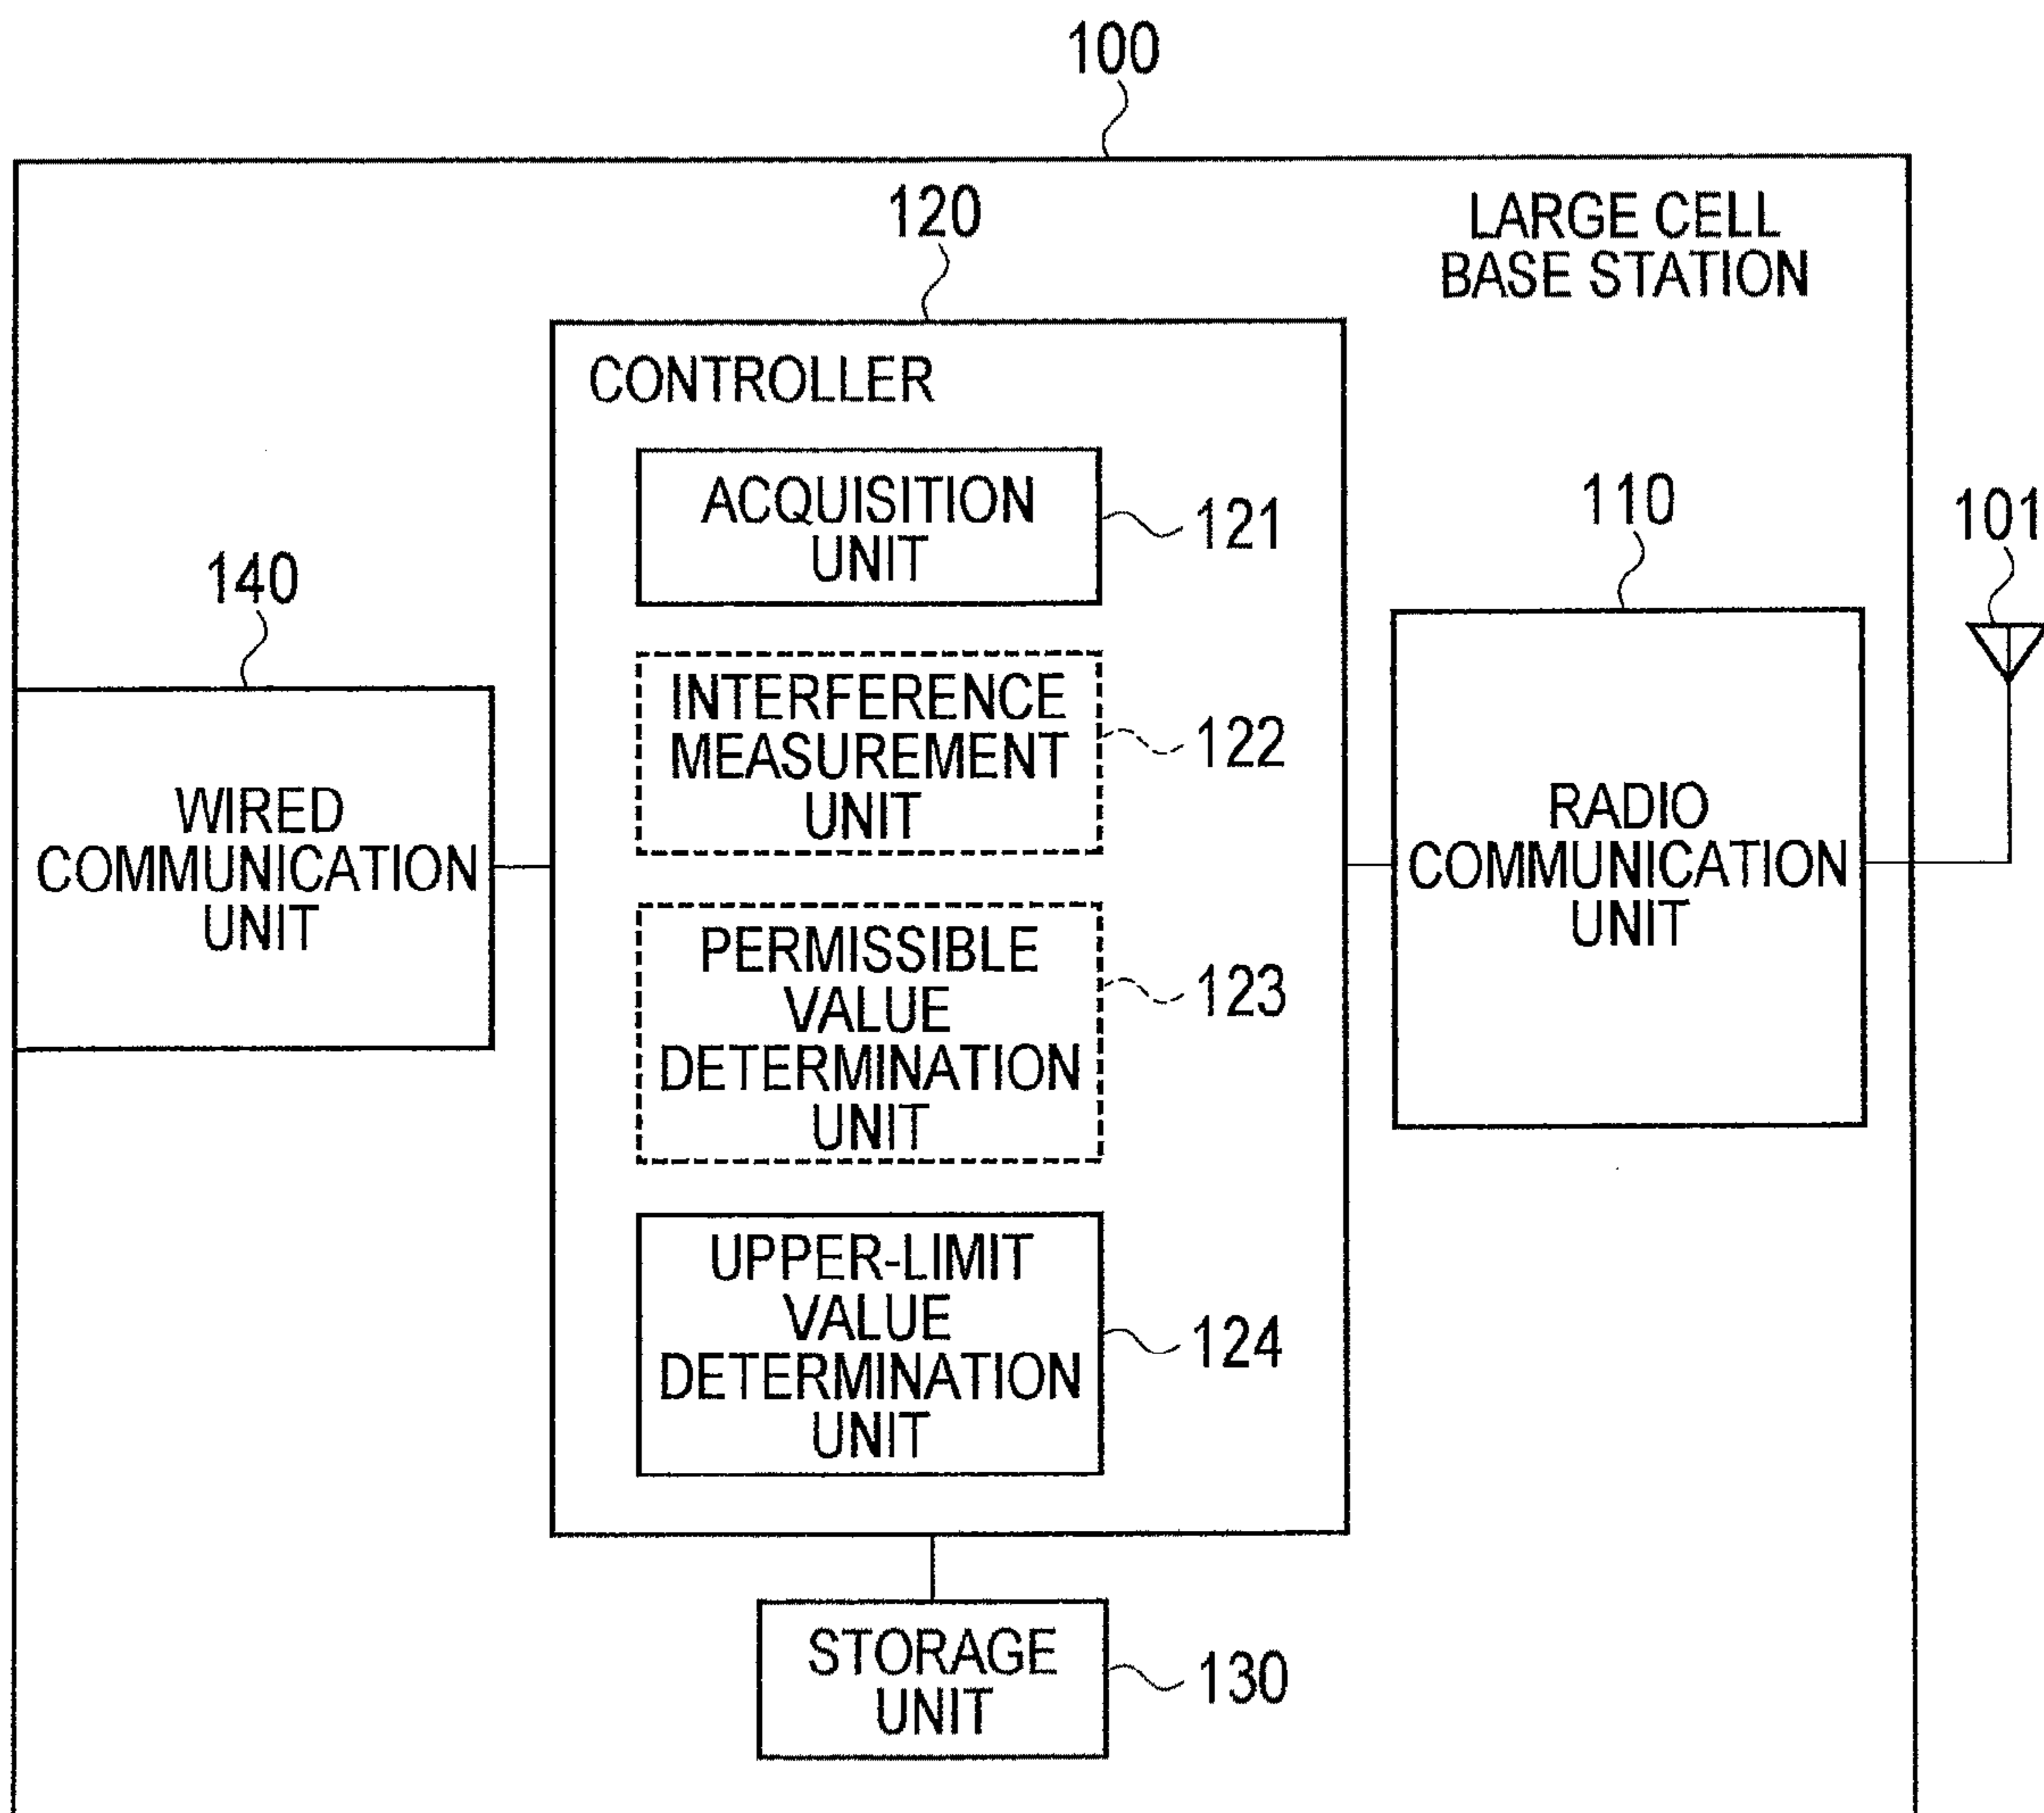 100
120
LARGE CELL
BASE STATION
CONTROLLER
ACQUISITION
UNIT
121
110
101
140
INTERFERENCE
MEASUREMENT
UNIT
122
WIRED
COMMUNICATION
UNIT
RADIO
COMMUNICATION
UNIT
PERMISSIBLE
VALUE
DETERMINATION
UNIT
123
UPPER-LIMIT
VALUE
DETERMINATION
UNIT
124
STORAGE
UNIT
130